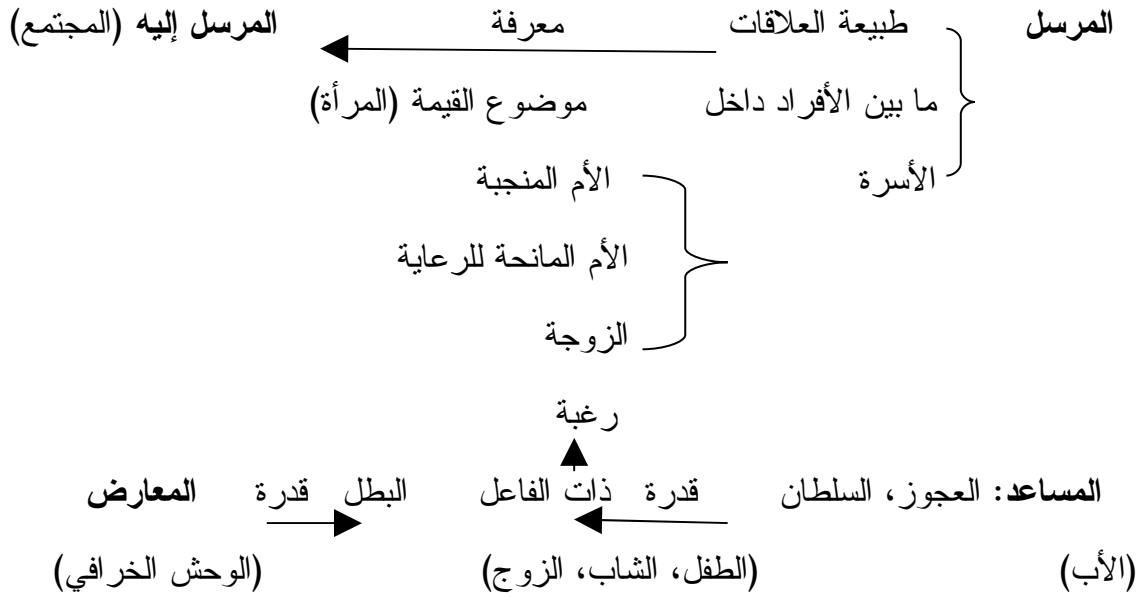 المرسل طبيعة العلاقات معرفة المرسل إليه (المجتمع)
ما بين الأفراد داخل موضوع القيمة (المرأة)
الأسرة الأم المنجبة
الأم المانحة للرعاية
الزوجة
رغبة
المساعد: العجوز، السلطان قدرة ذات الفاعل البطل قدرة المعارض
(الأب) (الطفل، الشاب، الزوج) (الوحش الخرافي)